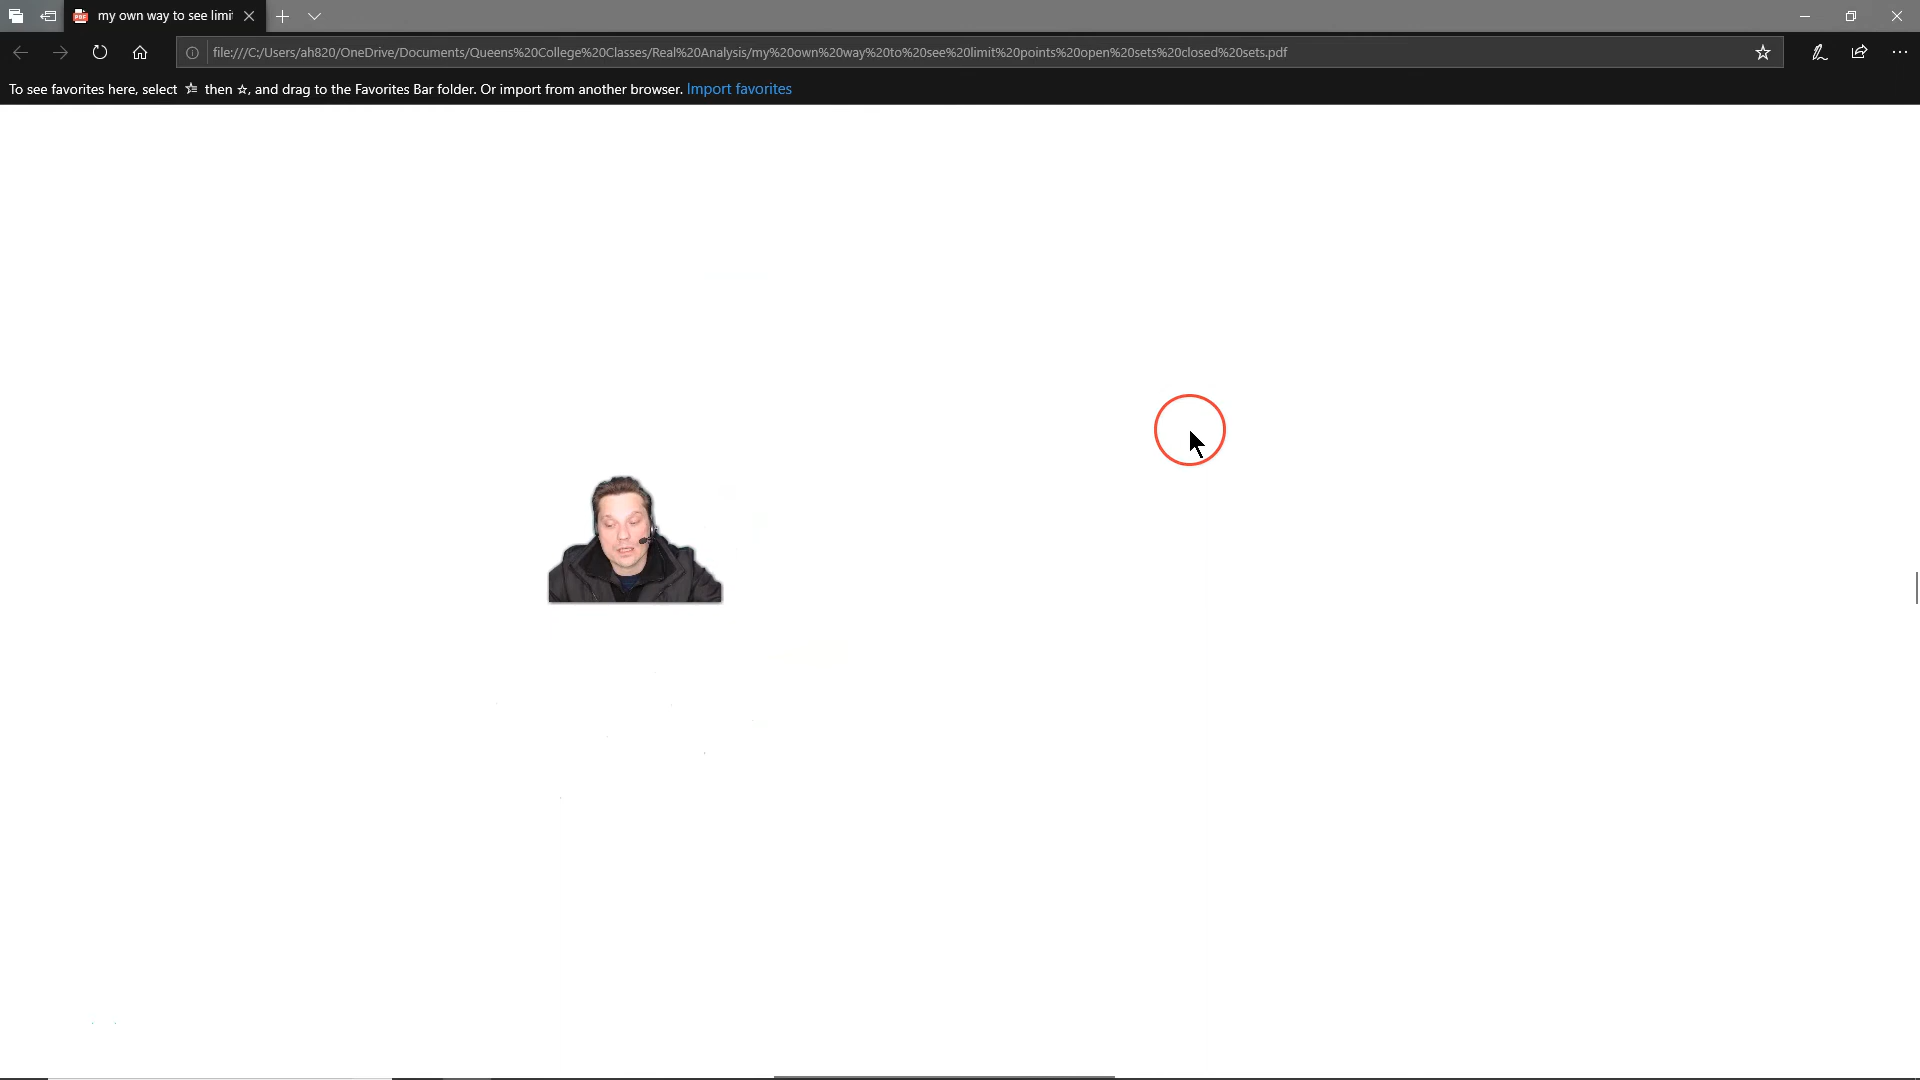 my own way to see limi
file:///C:/Users/ah820/OneDrive/Documents/Queens%20College%20Classes/Real%20Analysis/my%20own%20way%20to%20see%20limit%20points%20open%20sets%20closed%20sets.pdf
To see favorites here, select ☆ then ☆, and drag to the Favorites Bar folder. Or import from another browser. Import favorites